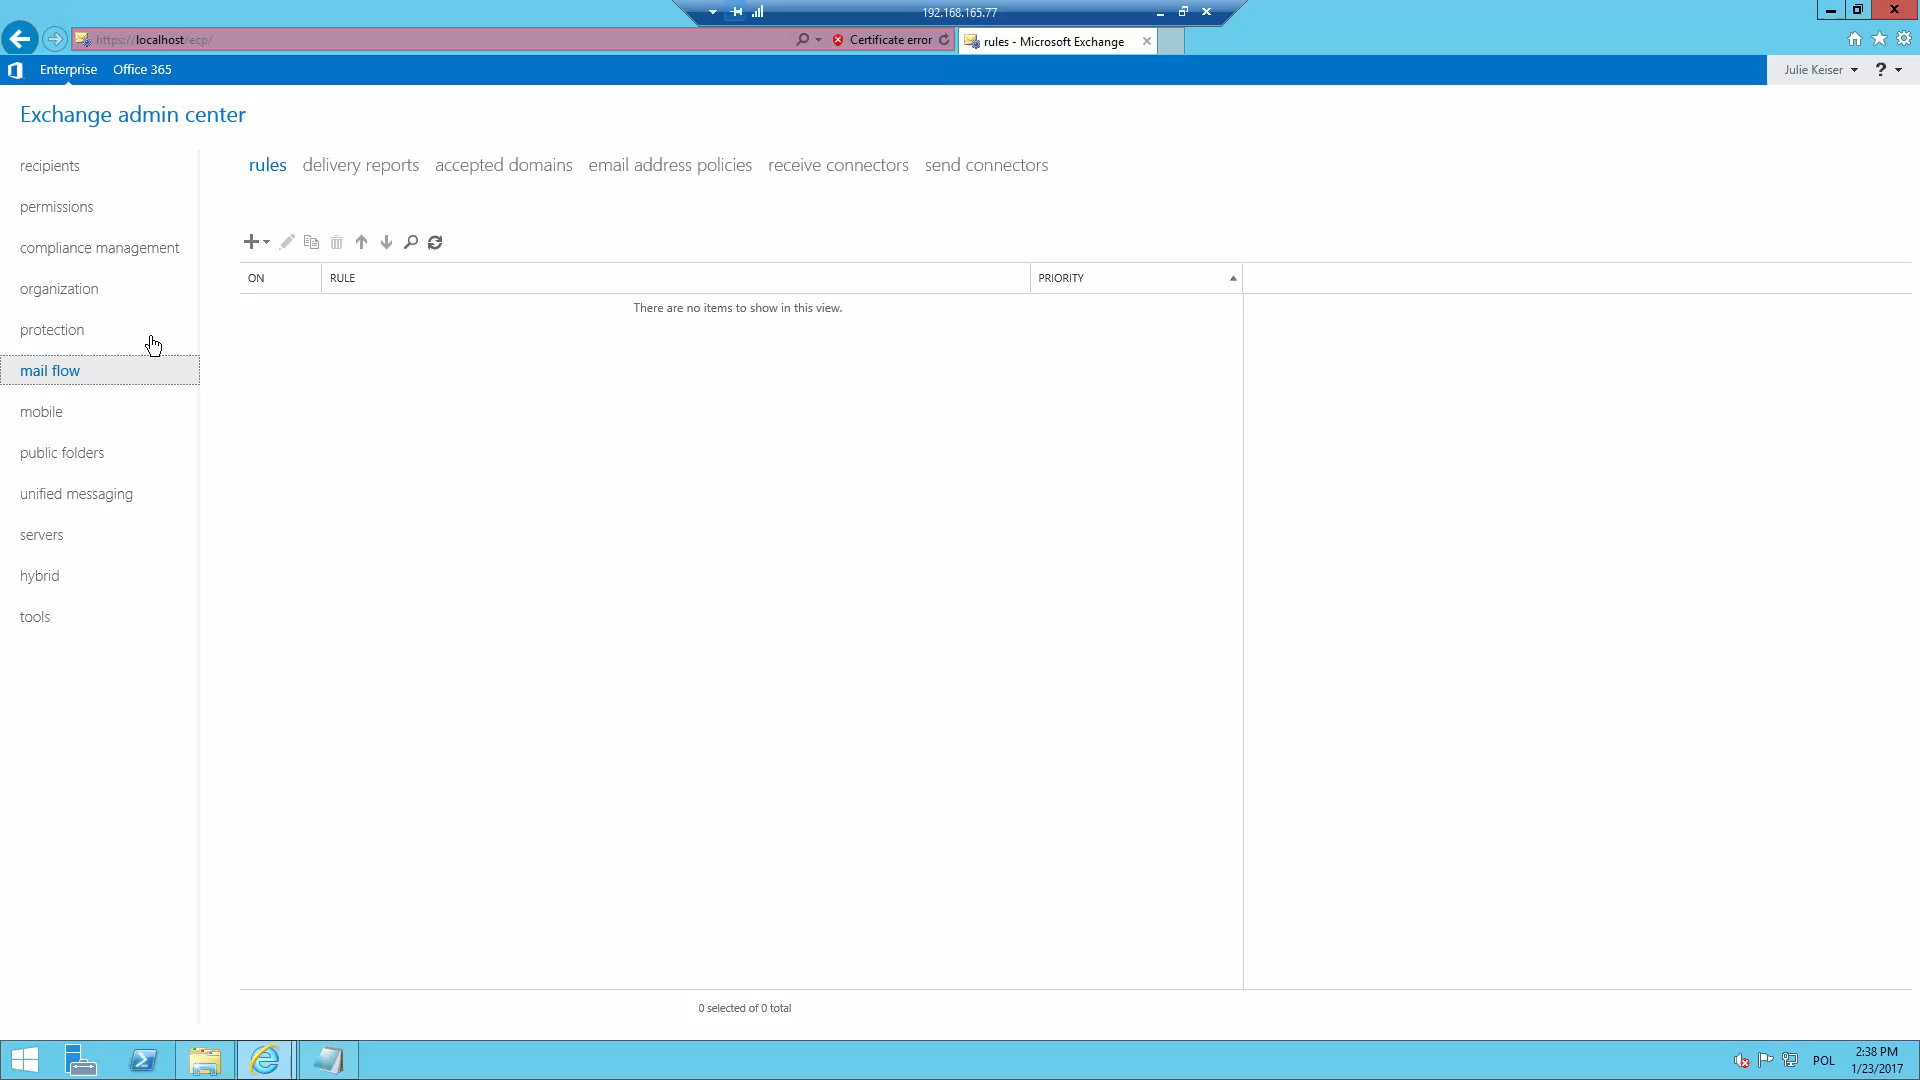 192.168.165.77
https://localhost/ecp/
Certificate error
rules - Microsoft Exchange
Enterprise
Office 365
Julie Keiser
?
Exchange admin center
recipients
permissions
compliance management
organization
protection
mail flow
mobile
public folders
unified messaging
servers
hybrid
tools
rules
delivery reports
accepted domains
email address policies
receive connectors
send connectors
ON
RULE
PRIORITY
There are no items to show in this view.
0 selected of 0 total
POL
2:38 PM
1/23/2017